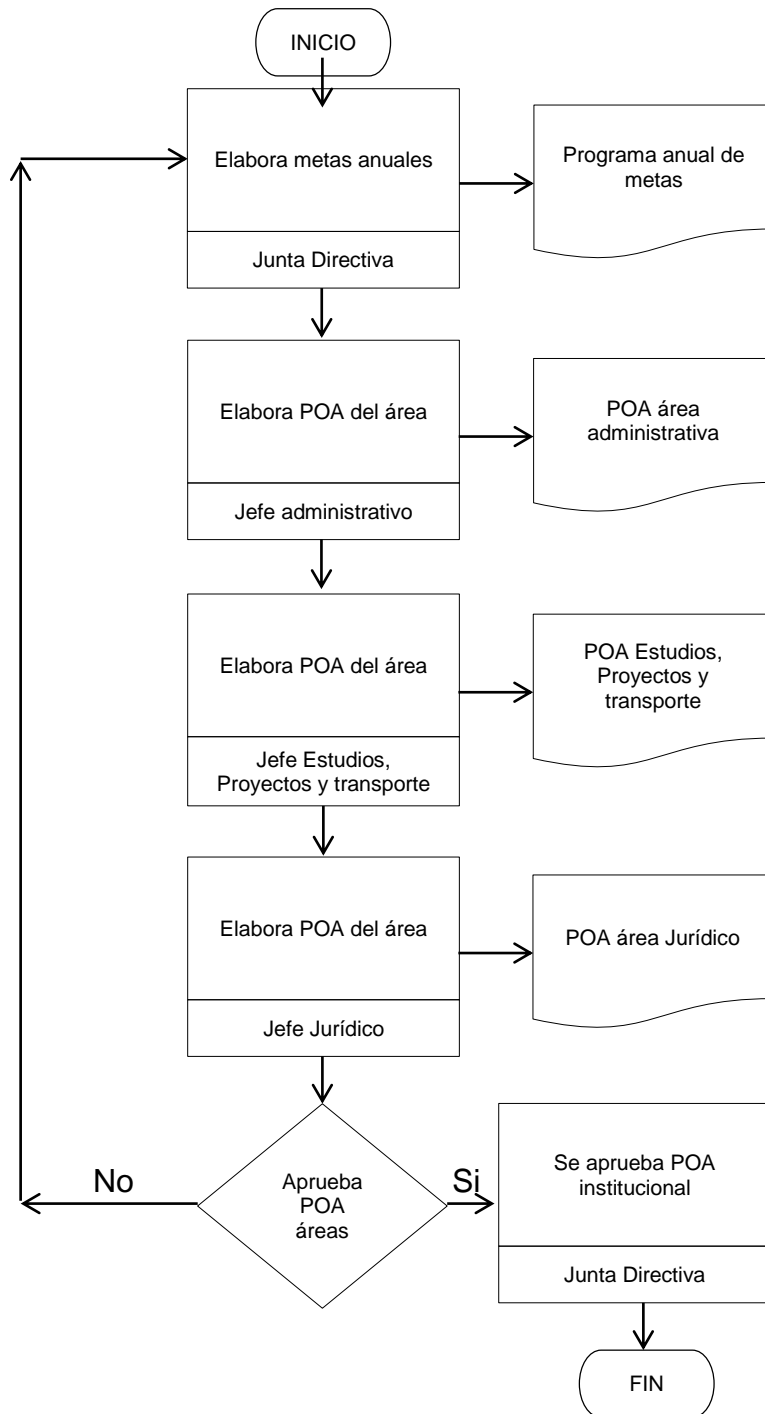 INICIO
Elabora metas anuales
Programa anual de
metas
Junta Directiva
Elabora POA del área
POA área
administrativa
Jefe administrativo
Elabora POA del área
POA Estudios,
Proyectos y
transporte
Jefe Estudios,
Proyectos y transporte
Elabora POA del área
POA área Jurídico
Jefe Jurídico
No
Aprueba
POA
áreas
Si
Se aprueba POA
institucional
Junta Directiva
FIN